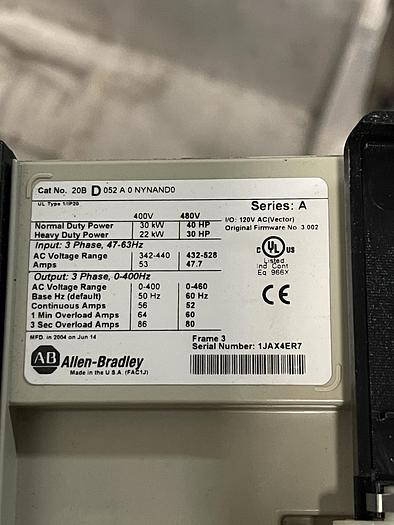 Cat No. 20B D 052 A 0 NYNAND0
UL Type 1/IP20
Series: A
400V 480V
I/O: 120V AC(Vector)
Normal Duty Power 30 kW 40 HP
Original Firmware No. 3.002
Heavy Duty Power 22 kW 30 HP
Input: 3 Phase, 47-63Hz
AC Voltage Range 342-440 432-528
Amps 53 47.7
C UL US
Listed
Ind Cont
Eq 966X
Output: 3 Phase, 0-400Hz
AC Voltage Range 0-400 0-460
Base Hz (default) 50 Hz 60 Hz
Continuous Amps 56 52
1 Min Overload Amps 64 60
3 Sec Overload Amps 86 80
CE
MFD. in 2004 on Jun 14
Frame 3
Serial Number: 1JAX4ER7
AB Allen-Bradley
Made in the U.S.A. (FAC1J)